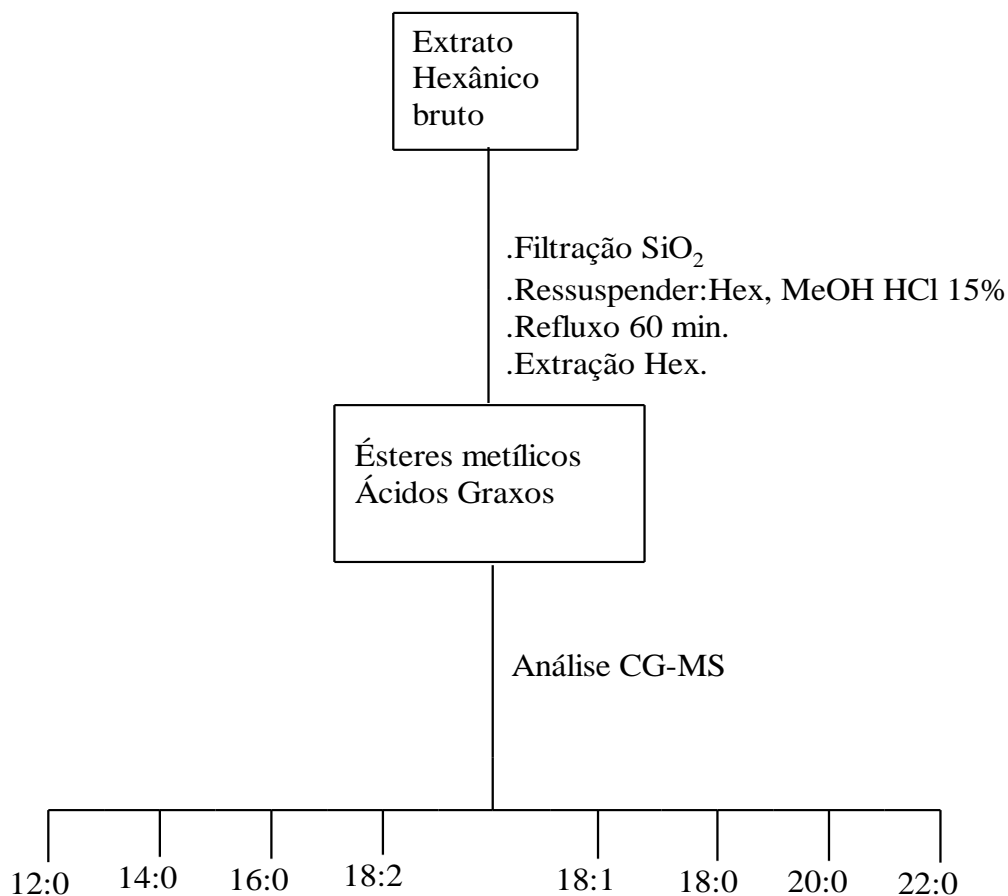 Extrato
Hexânico
bruto
.Filtração SiO₂
.Ressuspender:Hex, MeOH HCl 15%
.Refluxo 60 min.
.Extração Hex.
Ésteres metílicos
Ácidos Graxos
Análise CG-MS
12:0 14:0 16:0 18:2 18:1 18:0 20:0 22:0